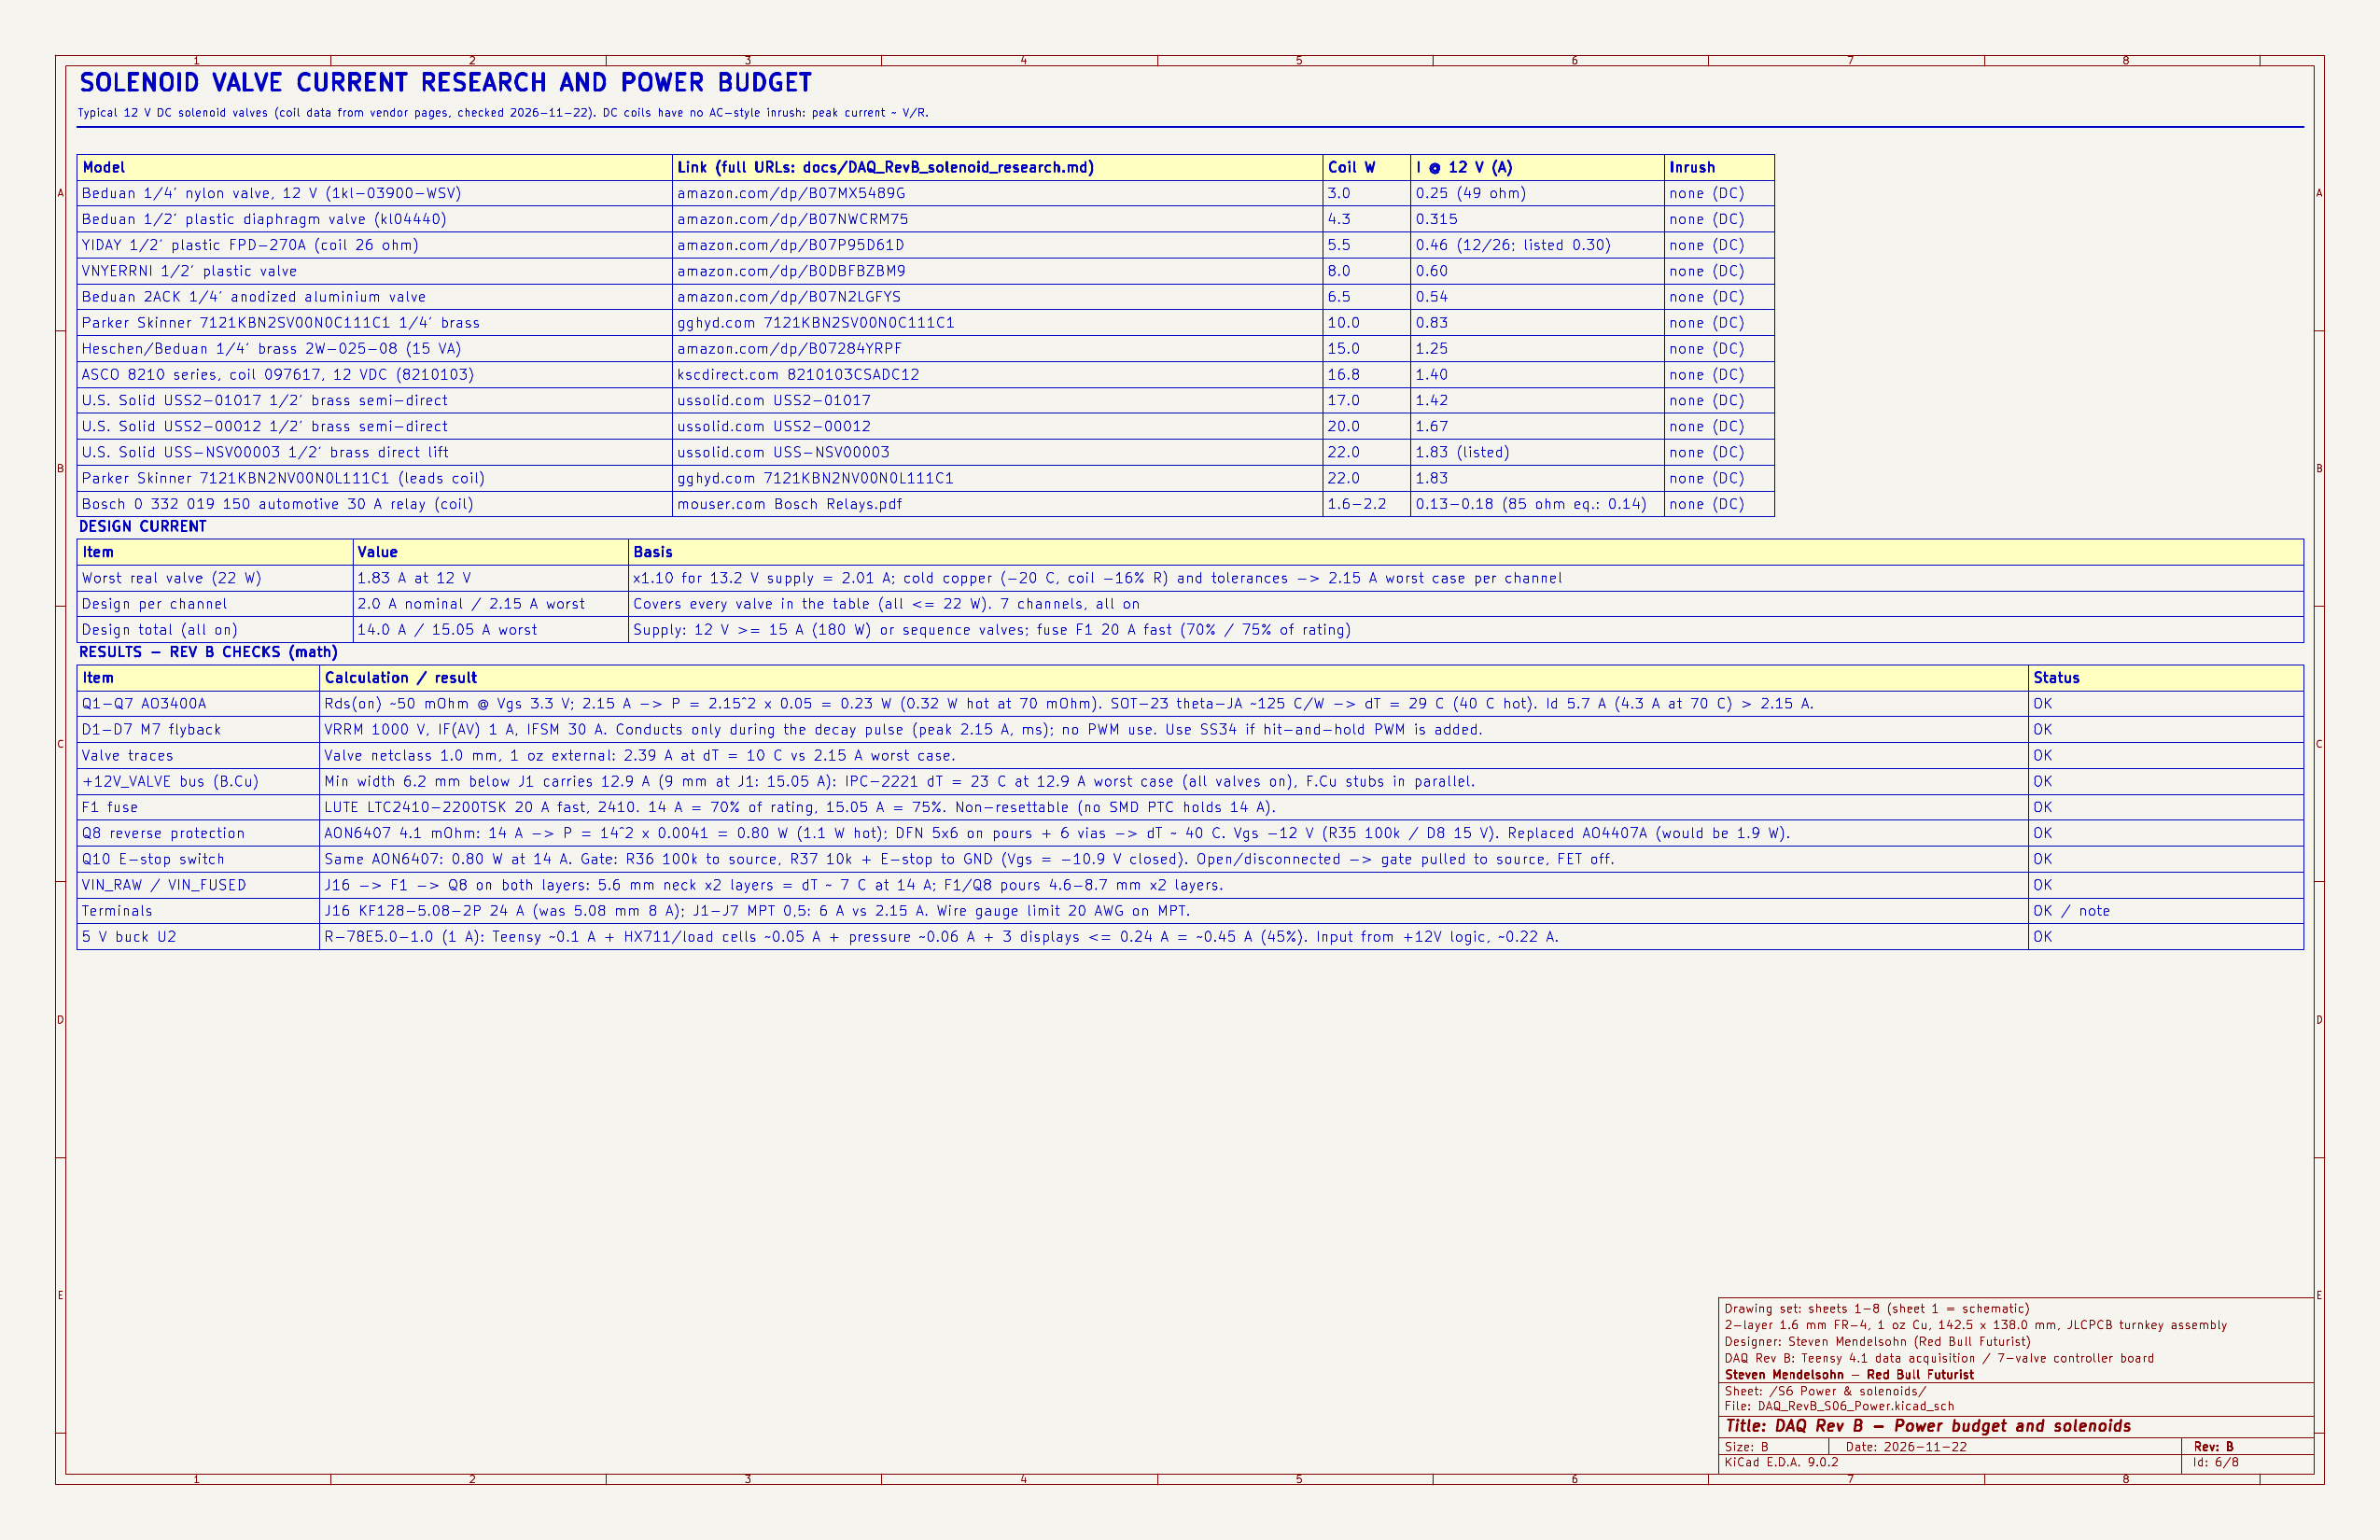 1 2 3 4 5 6 7 8
SOLENOID VALVE CURRENT RESEARCH AND POWER BUDGET
Typical 12 V DC solenoid valves (coil data from vendor pages, checked 2026-11-22). DC coils have no AC-style inrush: peak current ~ V/R.
Model Link (full URLs: docs/DAQ_RevB_solenoid_research.md) Coil W I @ 12 V (A) Inrush
A Beduan 1/4' nylon valve, 12 V (1kl-03900-WSV) amazon.com/dp/B07MX5489G 3.0 0.25 (49 ohm) none (DC) A
Beduan 1/2' plastic diaphragm valve (kl04440) amazon.com/dp/B07NWCRM75 4.3 0.315 none (DC)
YIDAY 1/2' plastic FPD-270A (coil 26 ohm) amazon.com/dp/B07P95D61D 5.5 0.46 (12/26; listed 0.30) none (DC)
VNYERRNI 1/2' plastic valve amazon.com/dp/B0DBFBZBM9 8.0 0.60 none (DC)
Beduan 2ACK 1/4' anodized aluminium valve amazon.com/dp/B07N2LGFYS 6.5 0.54 none (DC)
Parker Skinner 7121KBN2SV00N0C111C1 1/4' brass gghyd.com 7121KBN2SV00N0C111C1 10.0 0.83 none (DC)
Heschen/Beduan 1/4' brass 2W-025-08 (15 VA) amazon.com/dp/B07284YRPF 15.0 1.25 none (DC)
ASCO 8210 series, coil 097617, 12 VDC (8210103) kscdirect.com 8210103CSADC12 16.8 1.40 none (DC)
U.S. Solid USS2-01017 1/2' brass semi-direct ussolid.com USS2-01017 17.0 1.42 none (DC)
U.S. Solid USS2-00012 1/2' brass semi-direct ussolid.com USS2-00012 20.0 1.67 none (DC)
U.S. Solid USS-NSV00003 1/2' brass direct lift ussolid.com USS-NSV00003 22.0 1.83 (listed) none (DC)
B Parker Skinner 7121KBN2NV00N0L111C1 (leads coil) gghyd.com 7121KBN2NV00N0L111C1 22.0 1.83 none (DC) B
Bosch 0 332 019 150 automotive 30 A relay (coil) mouser.com Bosch Relays.pdf 1.6-2.2 0.13-0.18 (85 ohm eq.: 0.14) none (DC)
DESIGN CURRENT
Item Value Basis
Worst real valve (22 W) 1.83 A at 12 V x1.10 for 13.2 V supply = 2.01 A; cold copper (-20 C, coil -16% R) and tolerances -> 2.15 A worst case per channel
Design per channel 2.0 A nominal / 2.15 A worst Covers every valve in the table (all <= 22 W). 7 channels, all on
Design total (all on) 14.0 A / 15.05 A worst Supply: 12 V >= 15 A (180 W) or sequence valves; fuse F1 20 A fast (70% / 75% of rating)
RESULTS - REV B CHECKS (math)
Item Calculation / result Status
Q1-Q7 AO3400A Rds(on) ~50 mOhm @ Vgs 3.3 V; 2.15 A -> P = 2.15^2 x 0.05 = 0.23 W (0.32 W hot at 70 mOhm). SOT-23 theta-JA ~125 C/W -> dT = 29 C (40 C hot). Id 5.7 A (4.3 A at 70 C) > 2.15 A. OK
D1-D7 M7 flyback VRRM 1000 V, IF(AV) 1 A, IFSM 30 A. Conducts only during the decay pulse (peak 2.15 A, ms); no PWM use. Use SS34 if hit-and-hold PWM is added. OK
C Valve traces Valve netclass 1.0 mm, 1 oz external: 2.39 A at dT = 10 C vs 2.15 A worst case. OK C
+12V_VALVE bus (B.Cu) Min width 6.2 mm below J1 carries 12.9 A (9 mm at J1: 15.05 A): IPC-2221 dT = 23 C at 12.9 A worst case (all valves on), F.Cu stubs in parallel. OK
F1 fuse LUTE LTC2410-2200TSK 20 A fast, 2410. 14 A = 70% of rating, 15.05 A = 75%. Non-resettable (no SMD PTC holds 14 A). OK
Q8 reverse protection AON6407 4.1 mOhm: 14 A -> P = 14^2 x 0.0041 = 0.80 W (1.1 W hot); DFN 5x6 on pours + 6 vias -> dT ~ 40 C. Vgs -12 V (R35 100k / D8 15 V). Replaced AO4407A (would be 1.9 W). OK
Q10 E-stop switch Same AON6407: 0.80 W at 14 A. Gate: R36 100k to source, R37 10k + E-stop to GND (Vgs = -10.9 V closed). Open/disconnected -> gate pulled to source, FET off. OK
VIN_RAW / VIN_FUSED J16 -> F1 -> Q8 on both layers: 5.6 mm neck x2 layers = dT ~ 7 C at 14 A; F1/Q8 pours 4.6-8.7 mm x2 layers. OK
Terminals J16 KF128-5.08-2P 24 A (was 5.08 mm 8 A); J1-J7 MPT 0,5: 6 A vs 2.15 A. Wire gauge limit 20 AWG on MPT. OK / note
5 V buck U2 R-78E5.0-1.0 (1 A): Teensy ~0.1 A + HX711/load cells ~0.05 A + pressure ~0.06 A + 3 displays <= 0.24 A = ~0.45 A (45%). Input from +12V logic, ~0.22 A. OK
D D
E E
Drawing set: sheets 1-8 (sheet 1 = schematic)
2-layer 1.6 mm FR-4, 1 oz Cu, 142.5 x 138.0 mm, JLCPCB turnkey assembly
Designer: Steven Mendelsohn (Red Bull Futurist)
DAQ Rev B: Teensy 4.1 data acquisition / 7-valve controller board
Steven Mendelsohn - Red Bull Futurist
Sheet: /S6 Power & solenoids/
File: DAQ_RevB_S06_Power.kicad_sch
Title: DAQ Rev B - Power budget and solenoids
Size: B Date: 2026-11-22 Rev: B
KiCad E.D.A. 9.0.2 Id: 6/8
1 2 3 4 5 6 7 8